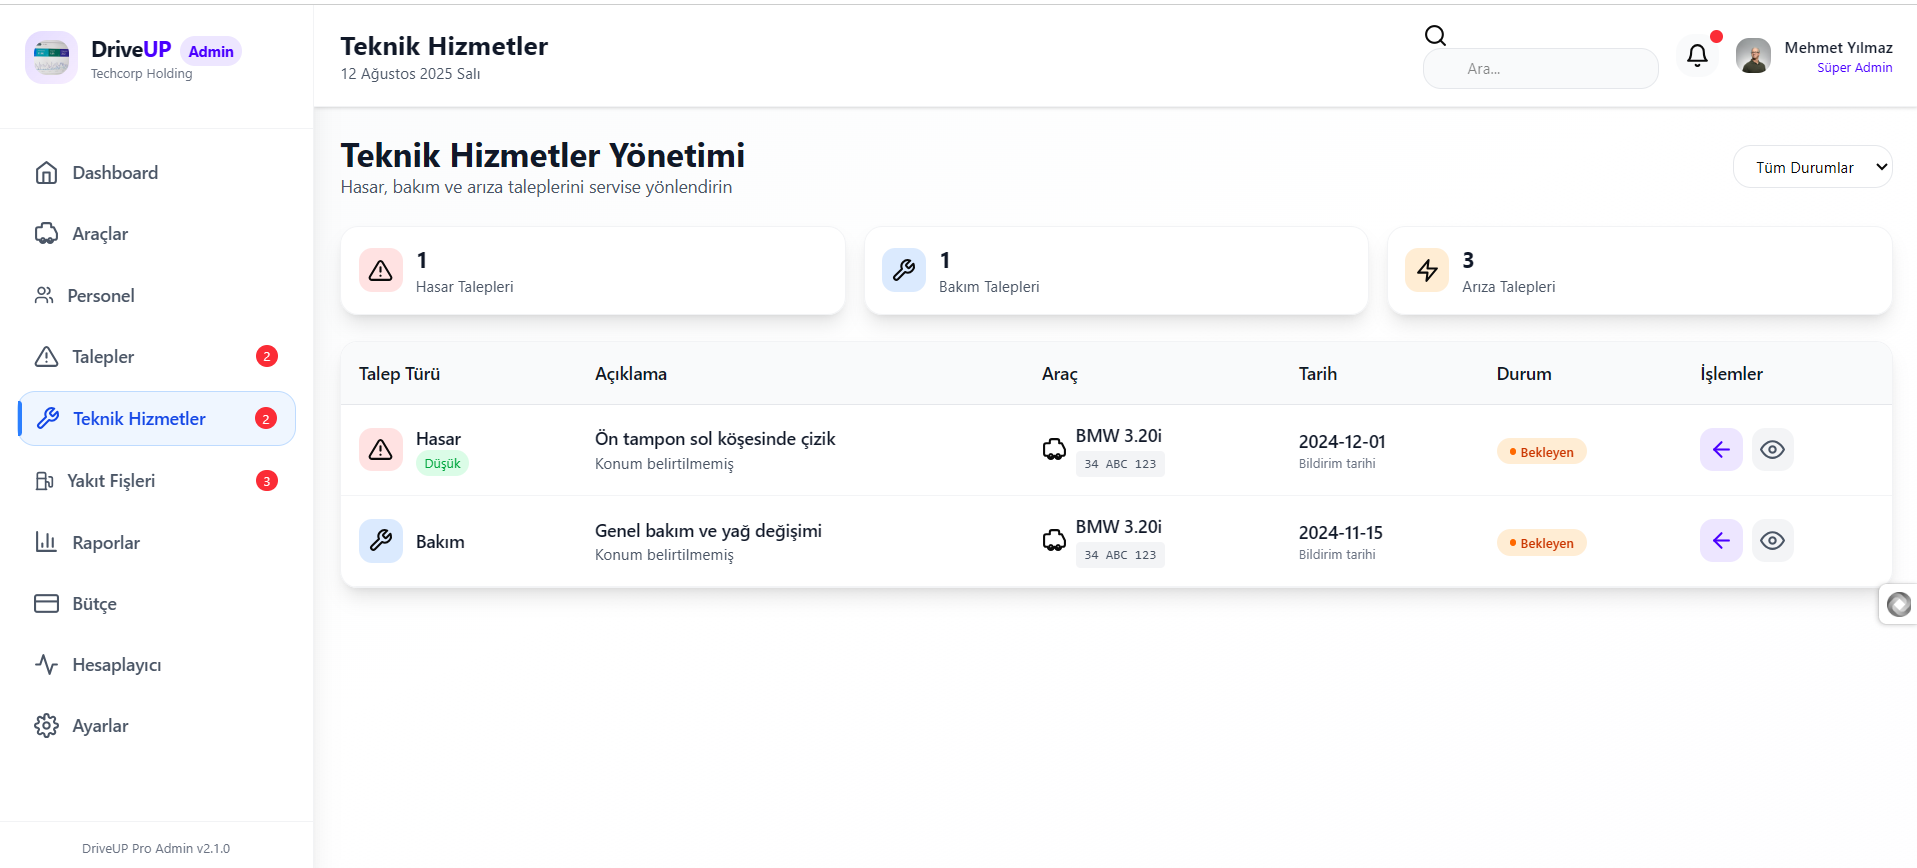 DriveUP Admin
Techcorp Holding
Dashboard
Araçlar
Personel
Talepler 2
Teknik Hizmetler 2
Yakıt Fişleri 3
Raporlar
Bütçe
Hesaplayıcı
Ayarlar
DriveUP Pro Admin v2.1.0
Teknik Hizmetler
12 Ağustos 2025 Salı
Ara...
Mehmet Yılmaz
Süper Admin
Teknik Hizmetler Yönetimi
Hasar, bakım ve arıza taleplerini servise yönlendirin
Tüm Durumlar
1
Hasar Talepleri
1
Bakım Talepleri
3
Arıza Talepleri
Talep Türü Açıklama Araç Tarih Durum İşlemler
Hasar
Düşük
Ön tampon sol köşesinde çizik
Konum belirtilmemiş
BMW 3.20i
34 ABC 123
2024-12-01
Bildirim tarihi
Bekleyen
Bakım
Genel bakım ve yağ değişimi
Konum belirtilmemiş
BMW 3.20i
34 ABC 123
2024-11-15
Bildirim tarihi
Bekleyen